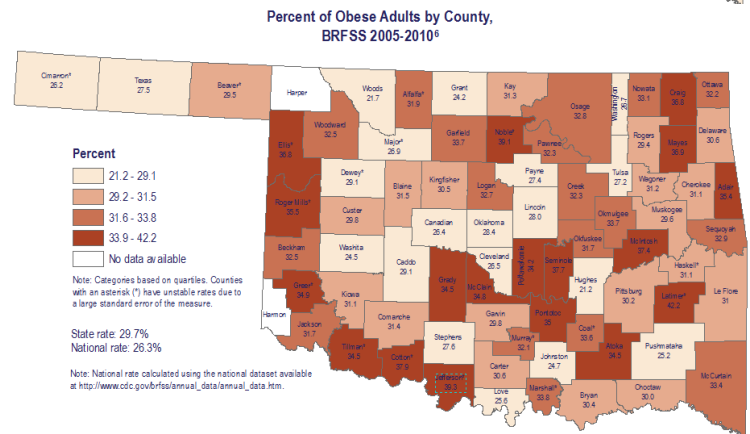 Percent of Obese Adults by County,
BRFSS 2005-2010⁶
Cimarron*
26.2
Texas
27.5
Beaver*
29.5
Harper
Woods
21.7
Alfalfa*
31.9
Grant
24.2
Kay
31.3
Osage
32.8
Washington
Nowata
33.1
Craig
36.8
Ottawa
32.2
Ellis*
Woodward
32.5
Major*
26.9
Garfield
33.7
Noble*
39.1
Pawnee
32.3
Rogers
29.4
Mayes
36.9
Delaware
30.6
Percent
21.2 - 29.1
29.2 - 31.5
31.6 - 33.8
33.9 - 42.2
No data available
Dewey*
29.1
Blaine
31.5
Kingfisher
30.5
Logan
32.7
Payne
27.4
Creek
32.3
Tulsa
27.2
Wagoner
31.2
Cherokee
31.1
Adair
35.4
Roger Mills*
35.5
Custer
29.8
Canadian
26.4
Oklahoma
28.4
Lincoln
28.0
Okmulgee
33.7
Muskogee
29.6
Sequoyah
32.9
Beckham
32.5
Washita
24.5
Caddo
29.1
Cleveland
26.5
Pottawatomie
34.2
Seminole
37.7
Okfuskee
31.7
McIntosh
37.4
Haskell*
31.1
Note: Categories based on quartiles. Counties
with an asterisk (*) have unstable rates due to
a large standard error of the measure.
Greer*
34.9
Kiowa
31.1
Grady
34.5
McClain
34.8
Hughes
21.2
Pittsburg
30.2
Latimer*
42.2
Le Flore
31
Harmon
Jackson
31.7
Comanche
31.4
Garvin
29.8
Pontotoc
35
Coal*
33.6
State rate: 29.7%
National rate: 26.3%
Tillman*
34.5
Cotton*
37.9
Stephens
27.6
Murray*
32.1
Johnston
24.7
Atoka
34.5
Pushmataha
25.2
McCurtain
33.4
Note: National rate calculated using the national dataset available
at http://www.cdc.gov/brfss/annual_data/annual_data.htm.
Jefferson*
39.3
Carter
30.6
Love
25.6
Marshall*
33.8
Bryan
30.4
Choctaw
30.0